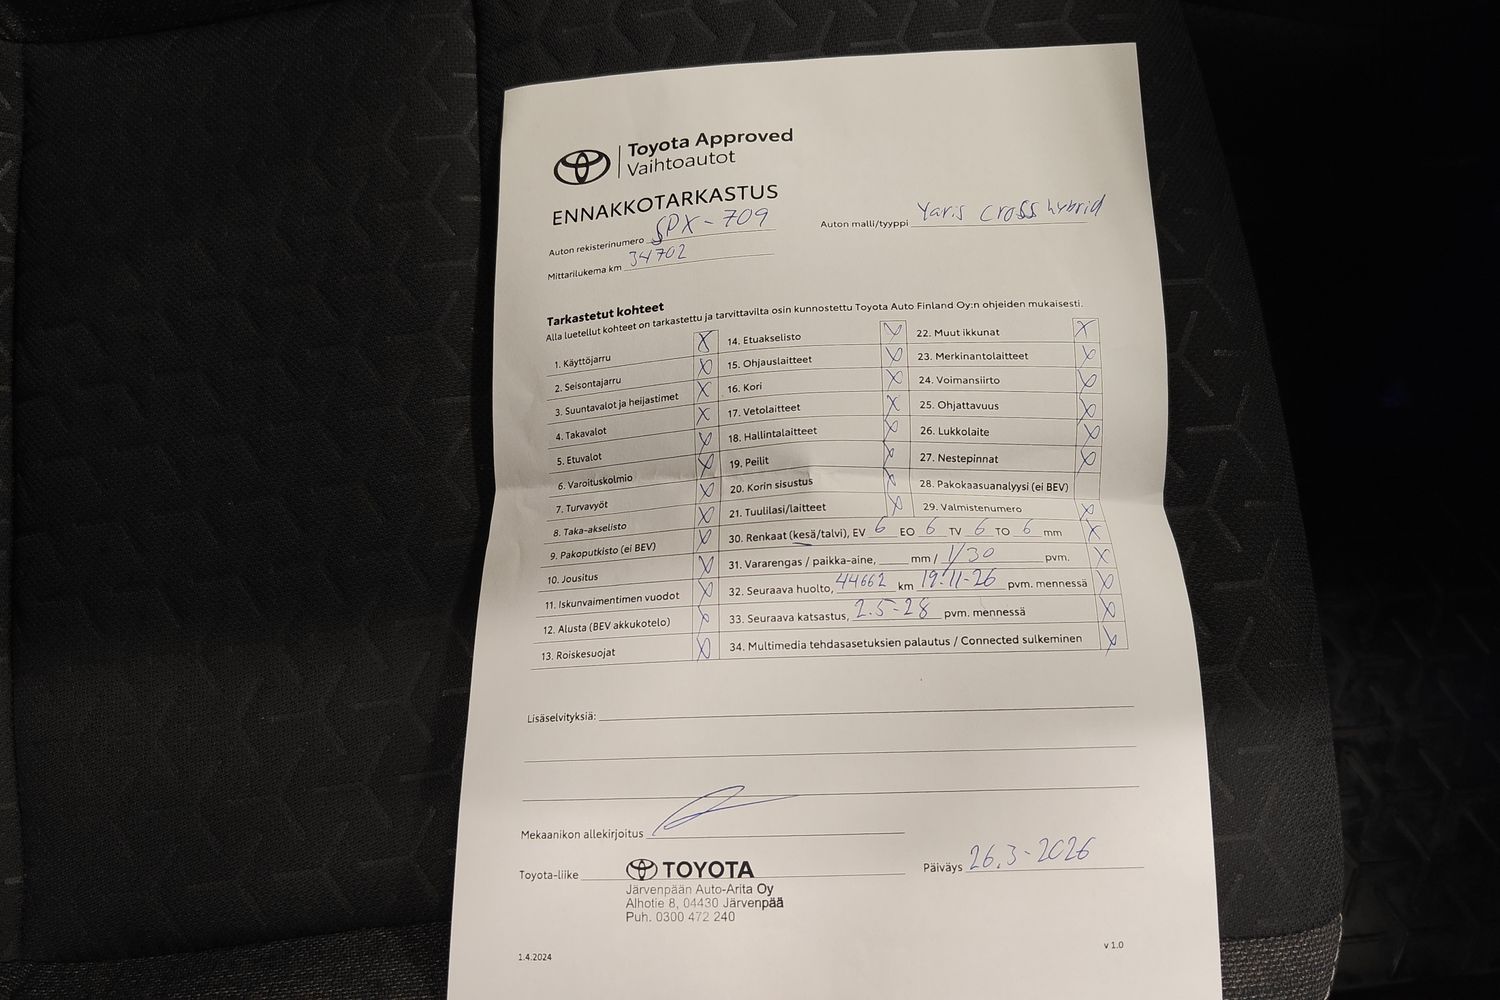 Toyota Approved
Vaihtoautot
ENNAKKOTARKASTUS
Auton rekisterinumero SPX-709
Auton malli/tyyppi Yaris Cross hybrid
Mittarilukema km 34702
Tarkastetut kohteet
Alla luetellut kohteet on tarkastettu ja tarvittavilta osin kunnostettu Toyota Auto Finland Oy:n ohjeiden mukaisesti.
1. Käyttöjarru X
2. Seisontajarru X
3. Suuntavalot ja heijastimet X
4. Takavalot X
5. Etuvalot X
6. Varoituskolmio X
7. Turvavyöt X
8. Taka-akselisto X
9. Pakoputkisto (ei BEV) X
10. Jousitus X
11. Iskunvaimentimen vuodot X
12. Alusta (BEV akkukotelo) X
13. Roiskesuojat X
14. Etuakselisto X
15. Ohjauslaitteet X
16. Kori X
17. Vetolaitteet X
18. Hallintalaitteet X
19. Peilit X
20. Korin sisustus X
21. Tuulilasi/laitteet X
22. Muut ikkunat X
23. Merkinantolaitteet X
24. Voimansiirto X
25. Ohjattavuus X
26. Lukkolaite X
27. Nestepinnat X
28. Pakokaasuanalyysi (ei BEV)
29. Valmistenumero X
30. Renkaat (kesä/talvi), EV 6 EO 6 TV 6 TO 6 mm X
31. Vararengas / paikka-aine, mm / 1/30 pvm. X
32. Seuraava huolto, 44662 km 19.11-26 pvm. mennessä X
33. Seuraava katsastus, 2.5-28 pvm. mennessä X
34. Multimedia tehdasasetuksien palautus / Connected sulkeminen X
Lisäselvityksiä:
Mekaanikon allekirjoitus
Toyota-liike TOYOTA
Päiväys 26.3-2026
Järvenpään Auto-Arita Oy
Alhotie 8, 04430 Järvenpää
Puh. 0300 472 240
1.4.2024
v 1.0